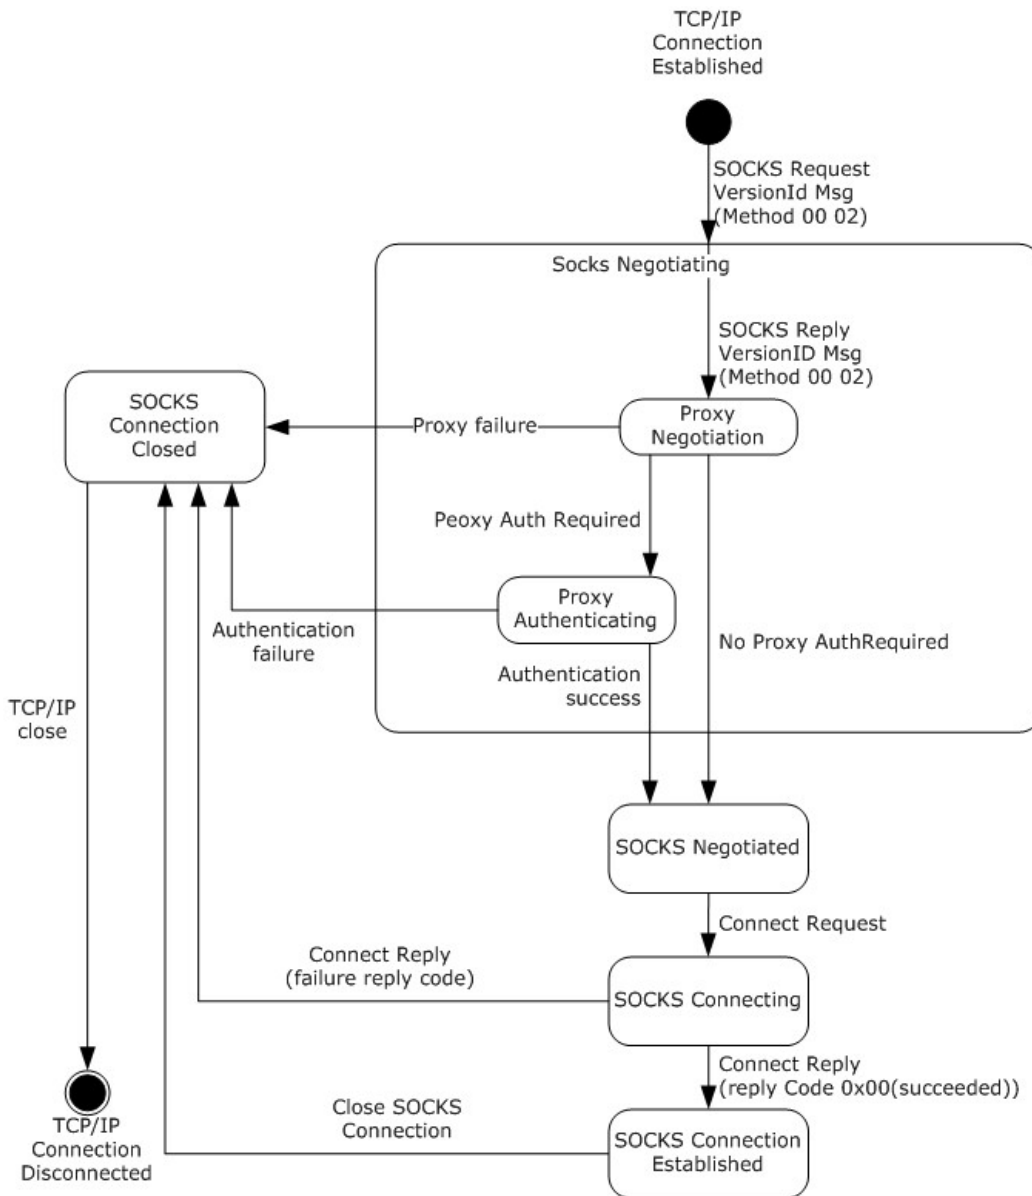 TCP/IP
Connection
Established
SOCKS Request
VersionId Msg
(Method 00 02)
Socks Negotiating
SOCKS Reply
VersionID Msg
(Method 00 02)
SOCKS
Connection
Closed
Proxy failure
Proxy
Negotiation
Peoxy Auth Required
Proxy
Authenticating
Authentication
failure
No Proxy AuthRequired
Authentication
success
TCP/IP
close
SOCKS Negotiated
Connect Request
Connect Reply
(failure reply code)
SOCKS Connecting
Connect Reply
(reply Code 0x00(succeeded))
Close SOCKS
Connection
TCP/IP
Connection
Disconnected
SOCKS Connection
Established